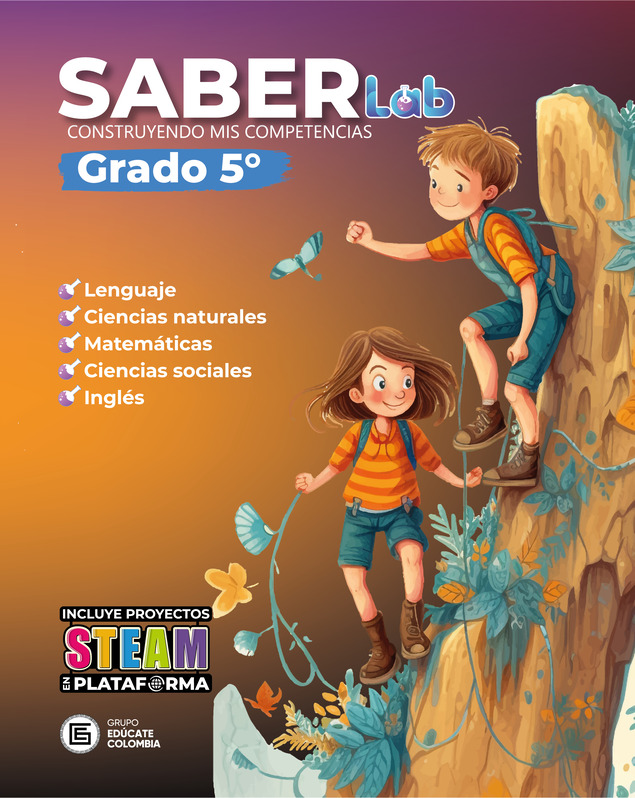 SABER Lab
CONSTRUYENDO MIS COMPETENCIAS
Grado 5°
Lenguaje
Ciencias naturales
Matemáticas
Ciencias sociales
Inglés
INCLUYE PROYECTOS
STEAM
EN PLATAFORMA
GRUPO
EDÚCATE
COLOMBIA